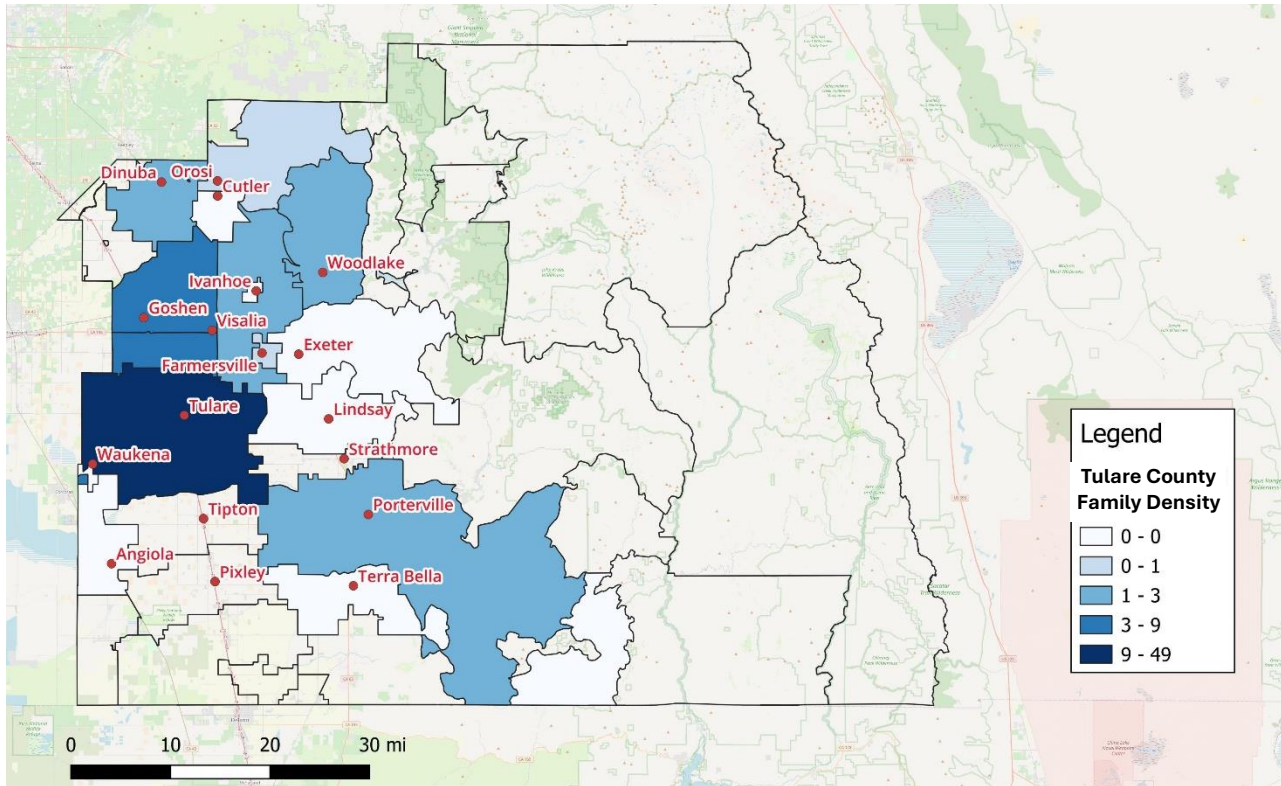 Dinuba
Orosi
Cutler
Woodlake
Ivanhoe
Goshen
Visalia
Farmersville
Exeter
Tulare
Lindsay
Waukena
Strathmore
Porterville
Tipton
Angiola
Pixley
Terra Bella
Legend
Tulare County
Family Density
0 - 0
0 - 1
1 - 3
3 - 9
9 - 49
0 10 20 30 mi